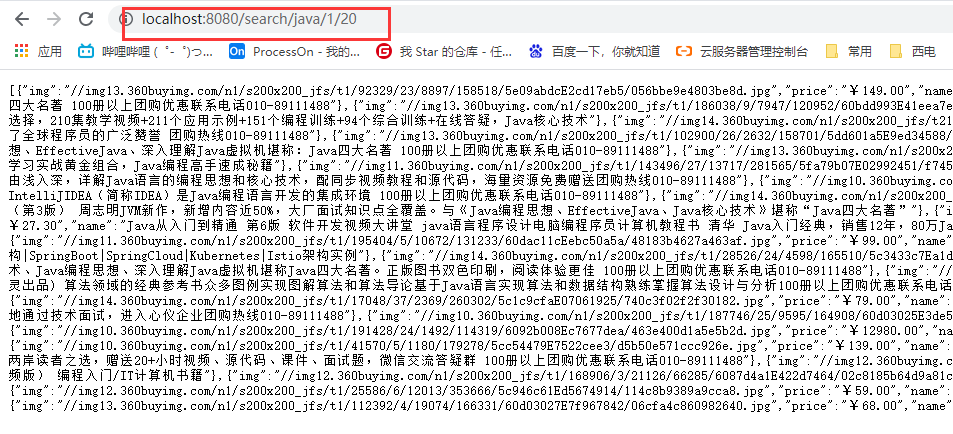 localhost:8080/search/java/1/20
应用 哔哩哔哩 (゜-゜)つ... ProcessOn - 我的... 我 Star 的仓库 - 任... 百度一下，你就知道 云服务器管理控制台 常用 西电
[{"img":"//img13.360buyimg.com/n1/s200x200_jfs/t1/92329/23/8897/158518/5e09abdcE2cd17eb5/056bbe9e4803be8d.jpg","price":"￥149.00","name
四大名著 100册以上团购优惠联系电话010-89111488"},{"img":"//img13.360buyimg.com/n1/s200x200_jfs/t1/186038/9/7947/120952/60bdd993E41eea7e
选择，210集教学视频+211个应用示例+151个编程训练+94个综合训练+在线答疑，Java核心技术"},{"img":"//img14.360buyimg.com/n1/s200x200_jfs/t21
了全球程序员的广泛赞誉 团购热线010-89111488"},{"img":"//img13.360buyimg.com/n1/s200x200_jfs/t1/102900/26/2632/158701/5dd601a5E9ed34588/
想、EffectiveJava、深入理解Java虚拟机堪称：Java四大名著 100册以上团购优惠联系电话010-89111488"},{"img":"//img14.360buyimg.com/n1/s200x2
学习实战黄金组合，Java编程高手速成秘籍"},{"img":"//img11.360buyimg.com/n1/s200x200_jfs/t1/143496/27/13717/281565/5fa79b07E02992451/f745
由浅入深，详解Java语言的编程思想和核心技术，配同步视频教程和源代码，海量资源免费赠送团购热线010-89111488"},{"img":"//img10.360buyimg.co
IntelliJIDEA（简称IDEA）是Java编程语言开发的集成环境 100册以上团购优惠联系电话010-89111488"},{"img":"//img14.360buyimg.com/n1/s200x200
（第3版） 周志明JVM新作，新增内容近50%，大厂面试知识点全覆盖。与《Java编程思想、EffectiveJava、Java核心技术》堪称“Java四大名著”"},{"i
￥27.30","name":"Java从入门到精通 第6版 软件开发视频大讲堂 java语言程序设计电脑编程序员计算机教程书 清华 Java入门经典，销售12年，80万Ja
{"img":"//img11.360buyimg.com/n1/s200x200_jfs/t1/195404/5/10672/131233/60dac11cEebc50a5a/48183b4627a463af.jpg","price":"￥99.00","name"
构|SpringBoot|SpringCloud|Kubernetes|Istio架构实例"},{"img":"//img14.360buyimg.com/n1/s200x200_jfs/t1/28526/24/4598/165510/5c3433c7Ea1d
术、Java编程思想、深入理解Java虚拟机堪称Java四大名著。正版图书双色印刷，阅读体验更佳 100册以上团购优惠联系电话010-89111488"},{"img":"//
灵出品）算法领域的经典参考书众多图例实现图解算法和算法导论基于Java语言实现算法和数据结构熟练掌握算法设计与分析100册以上团购优惠联系电话
{"img":"//img14.360buyimg.com/n1/s200x200_jfs/t1/17048/37/2369/260302/5c1c9cfaE07061925/740c3f02f2f30182.jpg","price":"￥79.00","name":
地通过技术面试，进入心仪企业团购热线010-89111488"},{"img":"//img10.360buyimg.com/n1/s200x200_jfs/t1/187746/25/9595/164908/60d03025E3de5
{"img":"//img10.360buyimg.com/n1/s200x200_jfs/t1/191428/24/1492/114319/6092b008Ec7677dea/463e400d1a5e5b2d.jpg","price":"￥12980.00","na
{"img":"//img10.360buyimg.com/n1/s200x200_jfs/t1/41570/5/1180/179278/5cc54479E7522cee3/d5b50e571ccc926e.jpg","price":"￥139.00","name":
两岸读者之选，赠送20+小时视频、源代码、课件、面试题，微信交流答疑群 100册以上团购优惠联系电话010-89111488"},{"img":"//img12.360buyimg.c
频版） 编程入门/IT计算机书籍"},{"img":"//img12.360buyimg.com/n1/s200x200_jfs/t1/168906/3/21126/66285/6087d4a1E422d7464/02c8185b64d9a81c
{"img":"//img12.360buyimg.com/n1/s200x200_jfs/t1/25586/6/12013/353666/5c946c61Ed5674914/114c8b9389a9cca8.jpg","price":"￥59.00","name":
{"img":"//img13.360buyimg.com/n1/s200x200_jfs/t1/112392/4/19074/166331/60d03027E7f967842/06cfa4c860982640.jpg","price":"￥68.00","name"